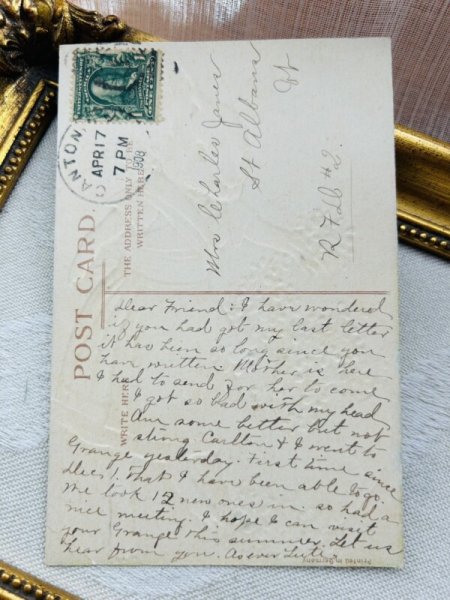 CANTON,
APR 17
7 PM
1908
POST CARD.
THE ADDRESS ONLY TO BE
WRITTEN HERE
WRITE HERE
Mrs Charles Jones
St Albans
Vt
R F D #2.
Dear Friend: I have wondered
if you had got my last letter
it has been so long since you
have written Mother is here
I had to send for her to come
I got so bad with my head
Am some better but not
strong Carlton & I went to
Grange yesterday. First time since
Dec 1. that I have been able to go
We took 12 new ones in. so had a
nice meeting. I hope I can visit
your Grange this summer. Let us
hear from you. As ever
Printed in Germany